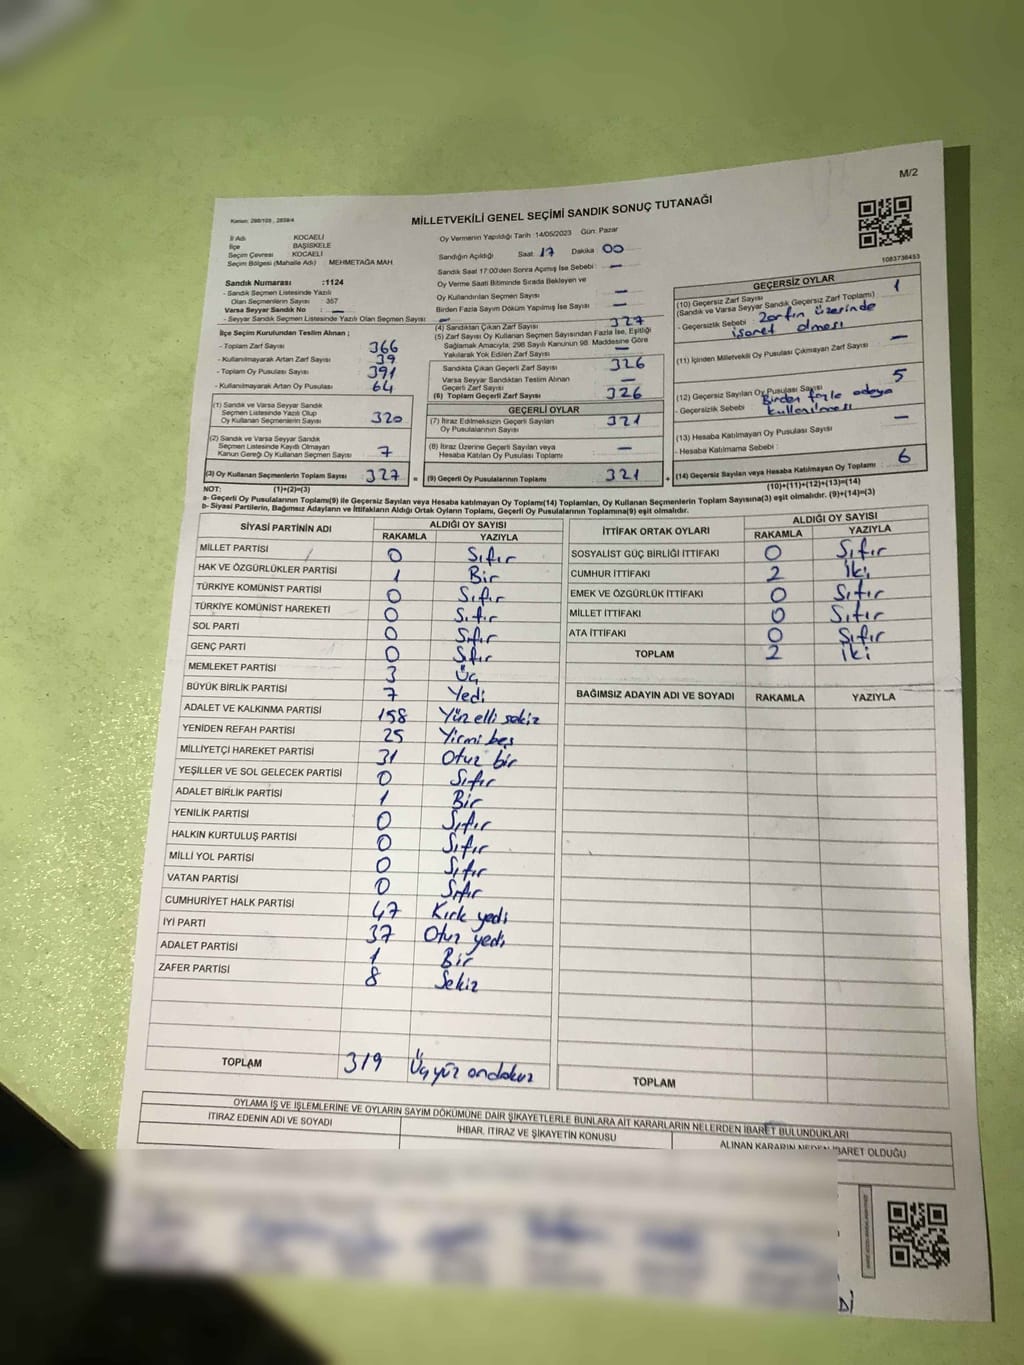 M/2
Kanun: 298/105 , 2839/4
MİLLETVEKİLİ GENEL SEÇİMİ SANDIK SONUÇ TUTANAĞI
İl Adı : KOCAELİ
İlçe : BAŞİSKELE
Seçim Çevresi : KOCAELİ
Seçim Bölgesi (Mahalle Adı) : MEHMETAĞA MAH.
Oy Vermenin Yapıldığı Tarih : 14/05/2023 Gün: Pazar
Sandığın Açıldığı Saat 17 Dakika 00
Sandık Saat 17:00'den Sonra Açımış İse Sebebi : —
Oy Verme Saati Bitiminde Sırada Bekleyen ve
Oy Kullandırılan Seçmen Sayısı : —
Birden Fazla Sayım Döküm Yapılmış İse Sayısı : —
1083738453
Sandık Numarası :1124
- Sandık Seçmen Listesinde Yazılı
Olan Seçmenlerin Sayısı : 357
Varsa Seyyar Sandık No : —
- Seyyar Sandık Seçmen Listesinde Yazılı Olan Seçmen Sayısı : —
İlçe Seçim Kurulundan Teslim Alınan ;
- Toplam Zarf Sayısı : 366
- Kullanılmayarak Artan Zarf Sayısı : 39
- Toplam Oy Pusulası Sayısı : 391
- Kullanılmayarak Artan Oy Pusulası : 64
(1) Sandık ve Varsa Seyyar Sandık
Seçmen Listesinde Yazılı Olup
Oy Kullanan Seçmenlerin Sayısı : 320
(2) Sandık ve Varsa Seyyar Sandık
Seçmen Listesinde Kayıtlı Olmayan
Kanun Gereği Oy Kullanan Seçmen Sayısı : 7
(3) Oy Kullanan Seçmenlerin Toplam Sayısı : 327 =
(4) Sandıktan Çıkan Zarf Sayısı : 327
(5) Zarf Sayısı Oy Kullanan Seçmen Sayısından Fazla İse, Eşitliği
Sağlamak Amacıyla, 298 Sayılı Kanunun 98. Maddesine Göre
Yakılarak Yok Edilen Zarf Sayısı : —
Sandıkta Çıkan Geçerli Zarf Sayısı : 326
Varsa Seyyar Sandıktan Teslim Alınan
Geçerli Zarf Sayısı : —
(6) Toplam Geçerli Zarf Sayısı : 326
GEÇERLİ OYLAR
(7) İtiraz Edilmeksizin Geçerli Sayılan
Oy Pusulalarının Sayısı : 321
(8) İtiraz Üzerine Geçerli Sayılan veya
Hesaba Katılan Oy Pusulası Toplamı : —
(9) Geçerli Oy Pusulalarının Toplamı : 321 +
GEÇERSİZ OYLAR
(10) Geçersiz Zarf Sayısı 1
(Sandık ve Varsa Seyyar Sandık Geçersiz Zarf Toplamı)
- Geçersizlik Sebebi : Zarfın üzerinde
işaret olması
(11) İçinden Milletvekili Oy Pusulası Çıkmayan Zarf Sayısı : —
(12) Geçersiz Sayılan Oy Pusulası Sayısı 5
- Geçersizlik Sebebi : Birden fazla adaya
kullanılması
(13) Hesaba Katılmayan Oy Pusulası Sayısı : —
- Hesaba Katılmama Sebebi :
(14) Geçersiz Sayılan veya Hesaba Katılmayan Oy Toplamı : 6
NOT: (1)+(2)=(3) (10)+(11)+(12)+(13)=(14)
a- Geçerli Oy Pusulalarının Toplamı(9) ile Geçersiz Sayılan veya Hesaba katılmayan Oy Toplamı(14) Toplamları, Oy Kullanan Seçmenlerin Toplam Sayısına(3) eşit olmalıdır. (9)+(14)=(3)
b- Siyasi Partilerin, Bağımsız Adayların ve İttifakların Aldığı Ortak Oyların Toplamı, Geçerli Oy Pusulalarının Toplamına(9) eşit olmalıdır.
SİYASİ PARTİNİN ADI ALDIĞI OY SAYISI
RAKAMLA YAZIYLA
MİLLET PARTİSİ 0 Sıfır
HAK VE ÖZGÜRLÜKLER PARTİSİ 1 Bir
TÜRKİYE KOMÜNİST PARTİSİ 0 Sıfır
TÜRKİYE KOMÜNİST HAREKETİ 0 Sıfır
SOL PARTİ 0 Sıfır
GENÇ PARTİ 0 Sıfır
MEMLEKET PARTİSİ 3 Üç
BÜYÜK BİRLİK PARTİSİ 7 Yedi
ADALET VE KALKINMA PARTİSİ 158 Yüz elli sekiz
YENİDEN REFAH PARTİSİ 25 Yirmi beş
MİLLİYETÇİ HAREKET PARTİSİ 31 Otuz bir
YEŞİLLER VE SOL GELECEK PARTİSİ 0 Sıfır
ADALET BİRLİK PARTİSİ 1 Bir
YENİLİK PARTİSİ 0 Sıfır
HALKIN KURTULUŞ PARTİSİ 0 Sıfır
MİLLİ YOL PARTİSİ 0 Sıfır
VATAN PARTİSİ 0 Sıfır
CUMHURİYET HALK PARTİSİ 47 Kırk yedi
İYİ PARTİ 37 Otuz yedi
ADALET PARTİSİ 1 Bir
ZAFER PARTİSİ 8 Sekiz
TOPLAM 319 Üçyüz ondokuz
İTTİFAK ORTAK OYLARI ALDIĞI OY SAYISI
RAKAMLA YAZIYLA
SOSYALİST GÜÇ BİRLİĞİ İTTİFAKI 0 Sıfır
CUMHUR İTTİFAKI 2 İki
EMEK VE ÖZGÜRLÜK İTTİFAKI 0 Sıfır
MİLLET İTTİFAKI 0 Sıfır
ATA İTTİFAKI 0 Sıfır
TOPLAM 2 İki
BAĞIMSIZ ADAYIN ADI VE SOYADI RAKAMLA YAZIYLA
TOPLAM
OYLAMA İŞ VE İŞLEMLERİNE VE OYLARIN SAYIM DÖKÜMÜNE DAİR ŞİKAYETLERLE BUNLARA AİT KARARLARIN NELERDEN İBARET BULUNDUKLARI
İTİRAZ EDENİN ADI VE SOYADI
İHBAR, İTİRAZ VE ŞİKAYETİN KONUSU
ALINAN KARARIN NEDEN İBARET OLDUĞU